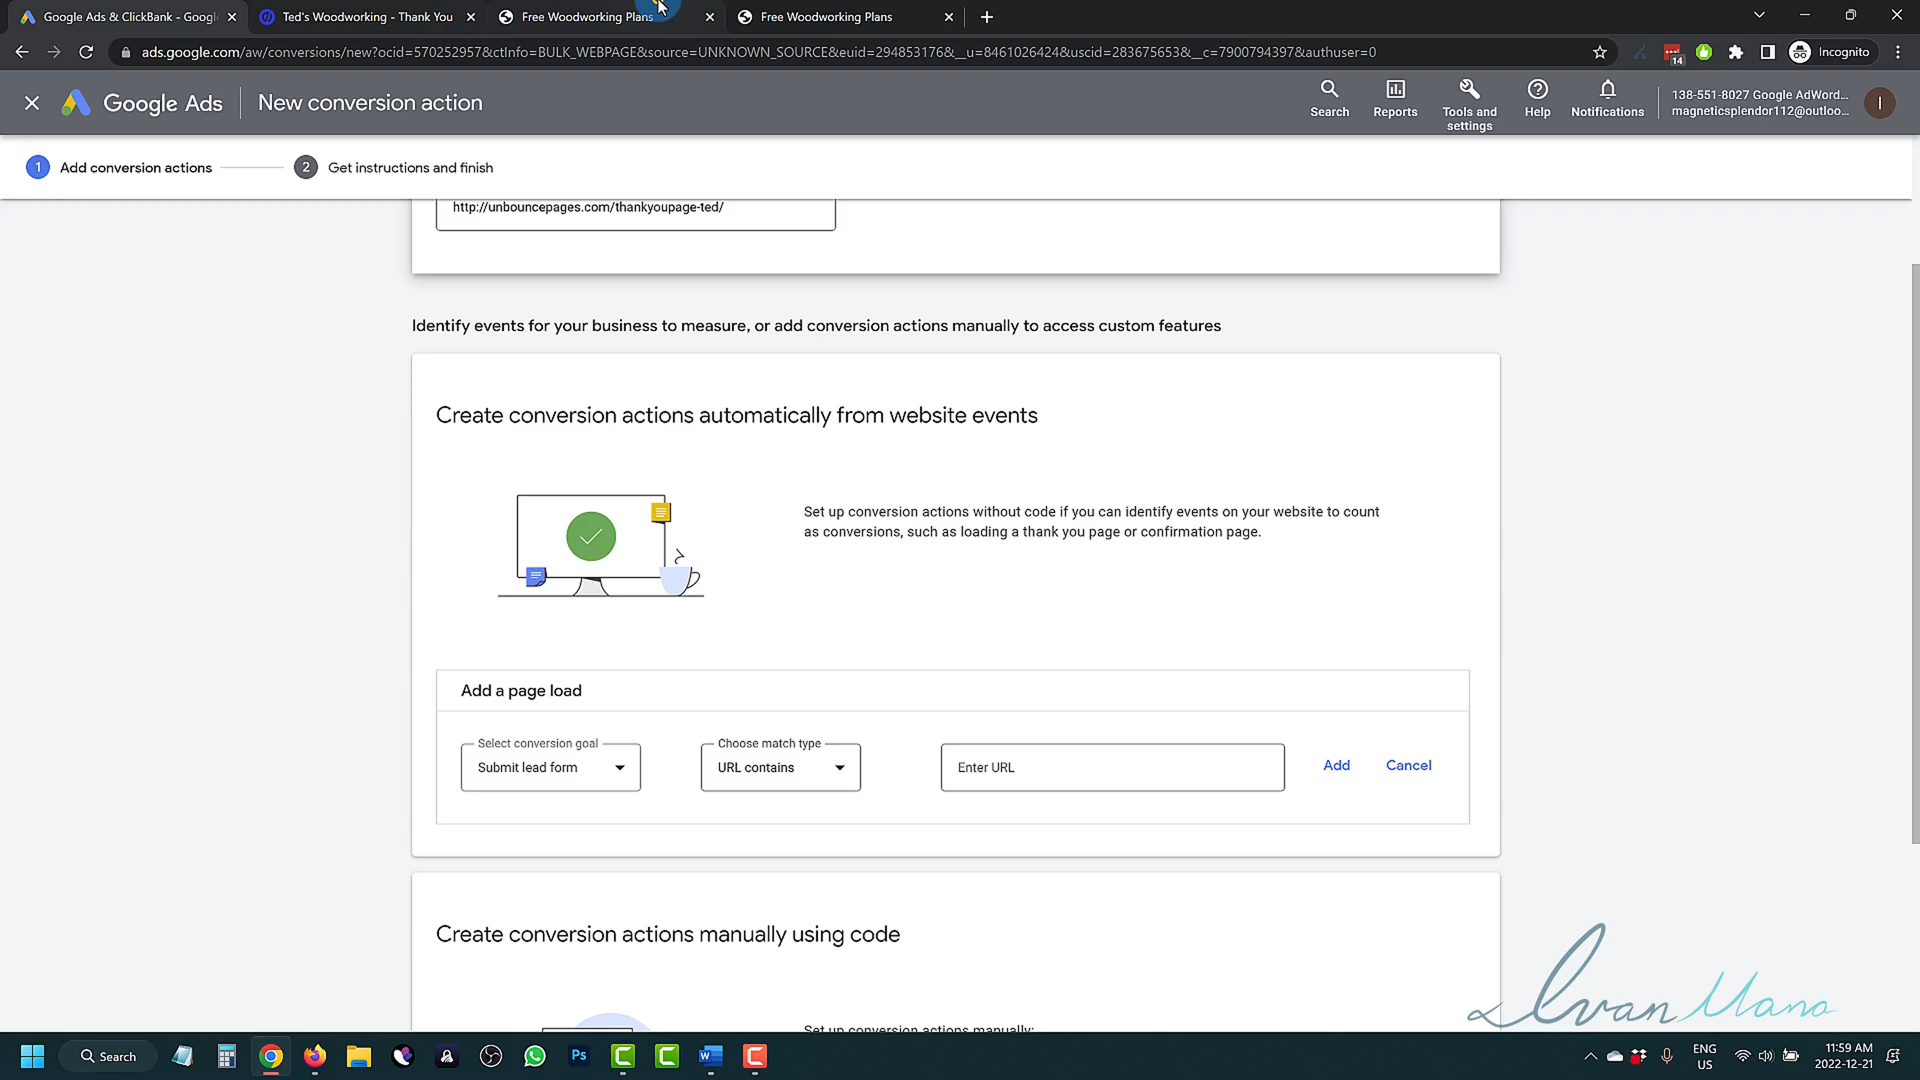 Google Ads & ClickBank - Googl
Ted's Woodworking - Thank You
Free Woodworking Plans
Free Woodworking Plans
ads.google.com/aw/conversions/new?ocid=570252957&ctInfo=BULK_WEBPAGE&source=UNKNOWN_SOURCE&euid=294853176&__u=8461026424&uscid=283675653&__c=7900794397&authuser=0
14
Incognito
Google Ads
New conversion action
Search
Reports
Tools and
settings
Help
Notifications
138-551-8027 Google AdWord...
magneticsplendor112@outloo...
I
1 Add conversion actions
2 Get instructions and finish
http://unbouncepages.com/thankyoupage-ted/
Identify events for your business to measure, or add conversion actions manually to access custom features
Create conversion actions automatically from website events
Set up conversion actions without code if you can identify events on your website to count
as conversions, such as loading a thank you page or confirmation page.
Add a page load
Select conversion goal
Submit lead form
Choose match type
URL contains
Enter URL
Add
Cancel
Create conversion actions manually using code
Set up conversion actions manually:
Ivan Mana
Search
Ps
ENG
US
11:59 AM
2022-12-21